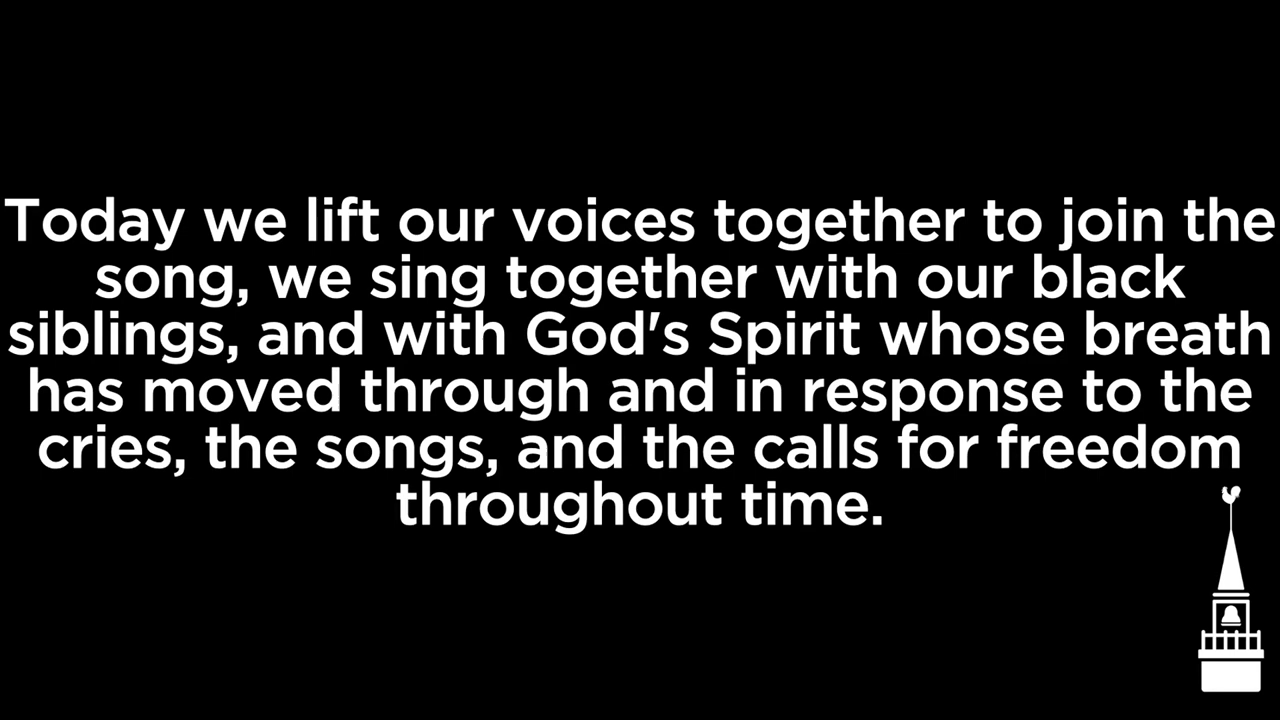 Today we lift our voices together to join the
song, we sing together with our black
siblings, and with God's Spirit whose breath
has moved through and in response to the
cries, the songs, and the calls for freedom
throughout time.